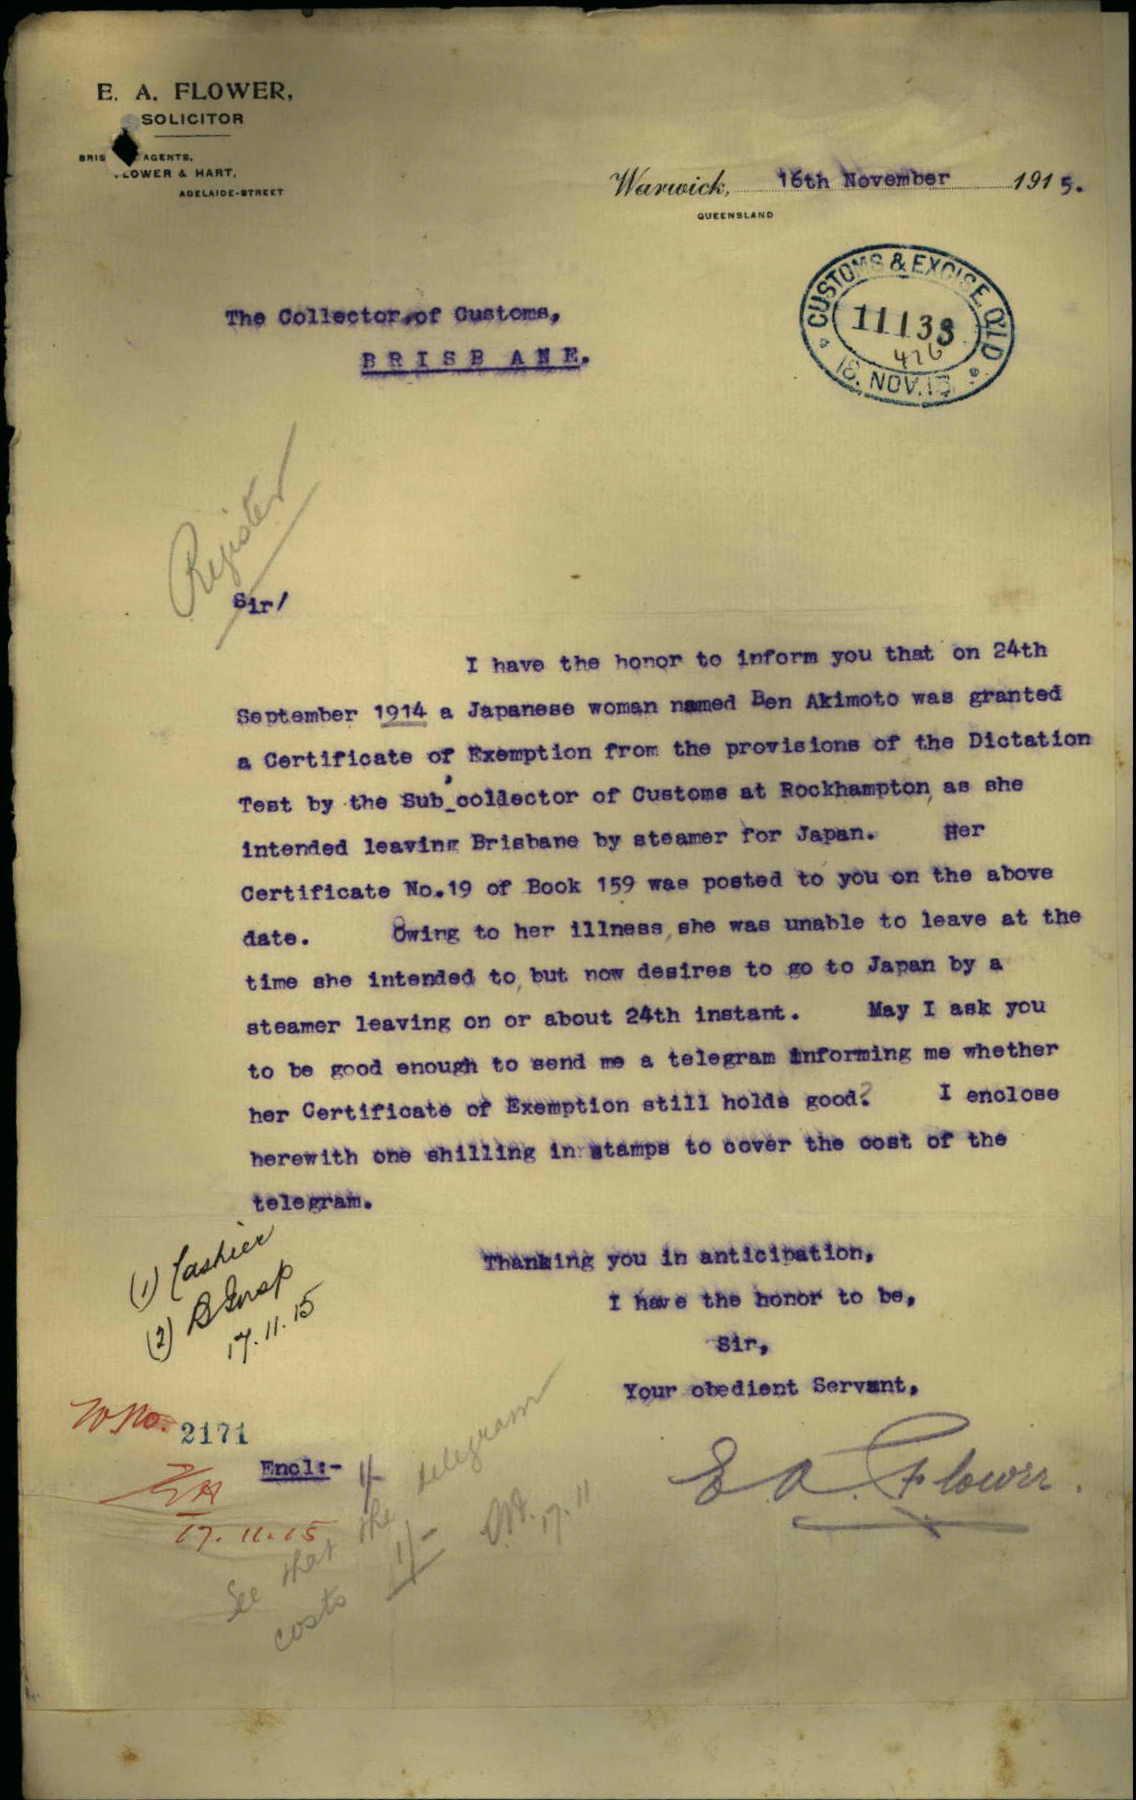 E. A. FLOWER,
SOLICITOR
AGENTS,
FLOWER & HART,
ADELAIDE-STREET
Warwick, 16th November 1915.
QUEENSLAND
CUSTOMS & EXCISE, Q'LD
11133
426
18. NOV. 15
The Collector, of Customs,
BRISBANE.
Register
Sir/
I have the honor to inform you that on 24th
September 1914 a Japanese woman named Ben Akimoto was granted
a Certificate of Exemption from the provisions of the Dictation
Test by the Sub-collector of Customs at Rockhampton, as she
intended leaving Brisbane by steamer for Japan. Her
Certificate No.19 of Book 159 was posted to you on the above
date. Owing to her illness, she was unable to leave at the
time she intended to, but now desires to go to Japan by a
steamer leaving on or about 24th instant. May I ask you
to be good enough to send me a telegram informing me whether
her Certificate of Exemption still holds good? I enclose
herewith one shilling in stamps to cover the cost of the
telegram.
Thanking you in anticipation,
I have the honor to be,
Sir,
Your obedient Servant,
E. A. Flower.
(1) Cashier
(2) B Insp
17.11.15
No. 2171
17.11.15
Encl:- 1/-
See that the telegram
costs 1/-
17.11